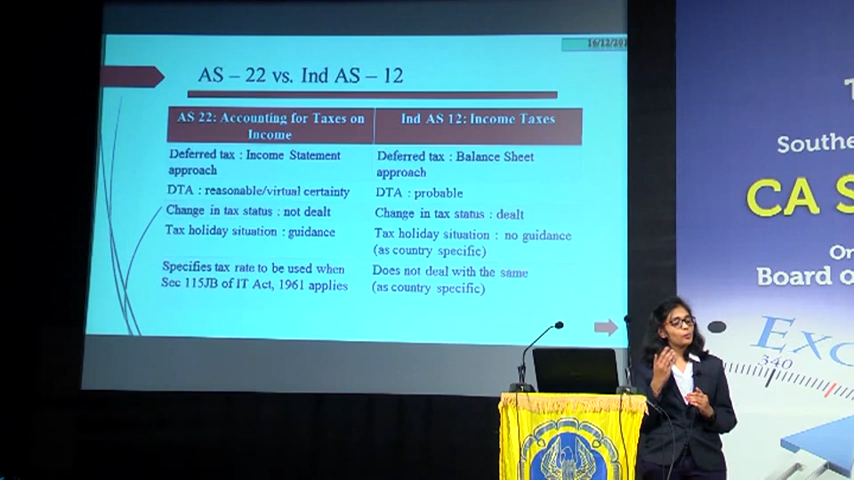 16/12/201
AS – 22 vs. Ind AS – 12
AS 22: Accounting for Taxes on
Income
Ind AS 12: Income Taxes
Deferred tax : Income Statement
approach
Deferred tax : Balance Sheet
approach
DTA : reasonable/virtual certainty
DTA : probable
Change in tax status : not dealt
Change in tax status : dealt
Tax holiday situation : guidance
Tax holiday situation : no guidance
(as country specific)
Specifies tax rate to be used when
Sec 115JB of IT Act, 1961 applies
Does not deal with the same
(as country specific)
T
Southe
CA S
Or
Board o
Exc
340